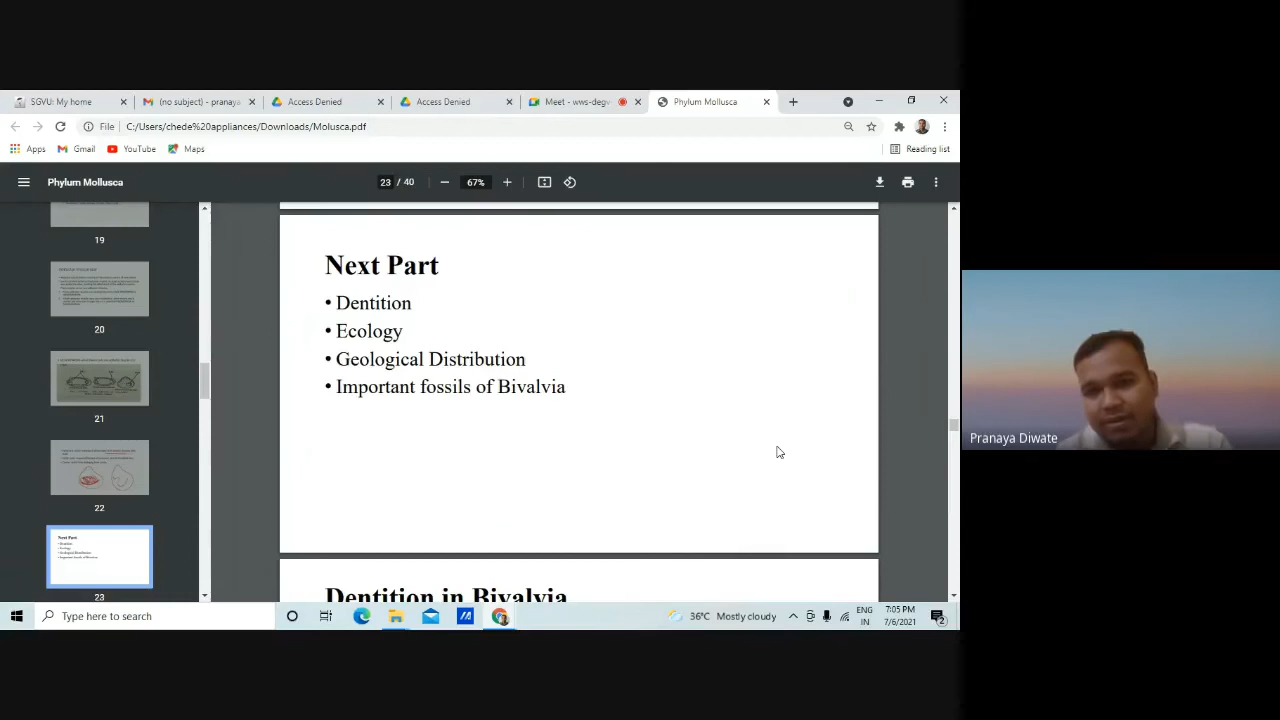 SGVU: My home
(no subject) - pranaya
Access Denied
Access Denied
Meet - wws-degv
Phylum Mollusca
File C:/Users/chede%20appliances/Downloads/Molusca.pdf
Apps Gmail YouTube Maps Reading list
Phylum Mollusca 23 / 40 67%
19
20
21
22
Next Part
23
Next Part
• Dentition
• Ecology
• Geological Distribution
• Important fossils of Bivalvia
Dentition in Bivalvia
Pranaya Diwate
Type here to search
36°C Mostly cloudy
ENG
IN
7:05 PM
7/6/2021
2